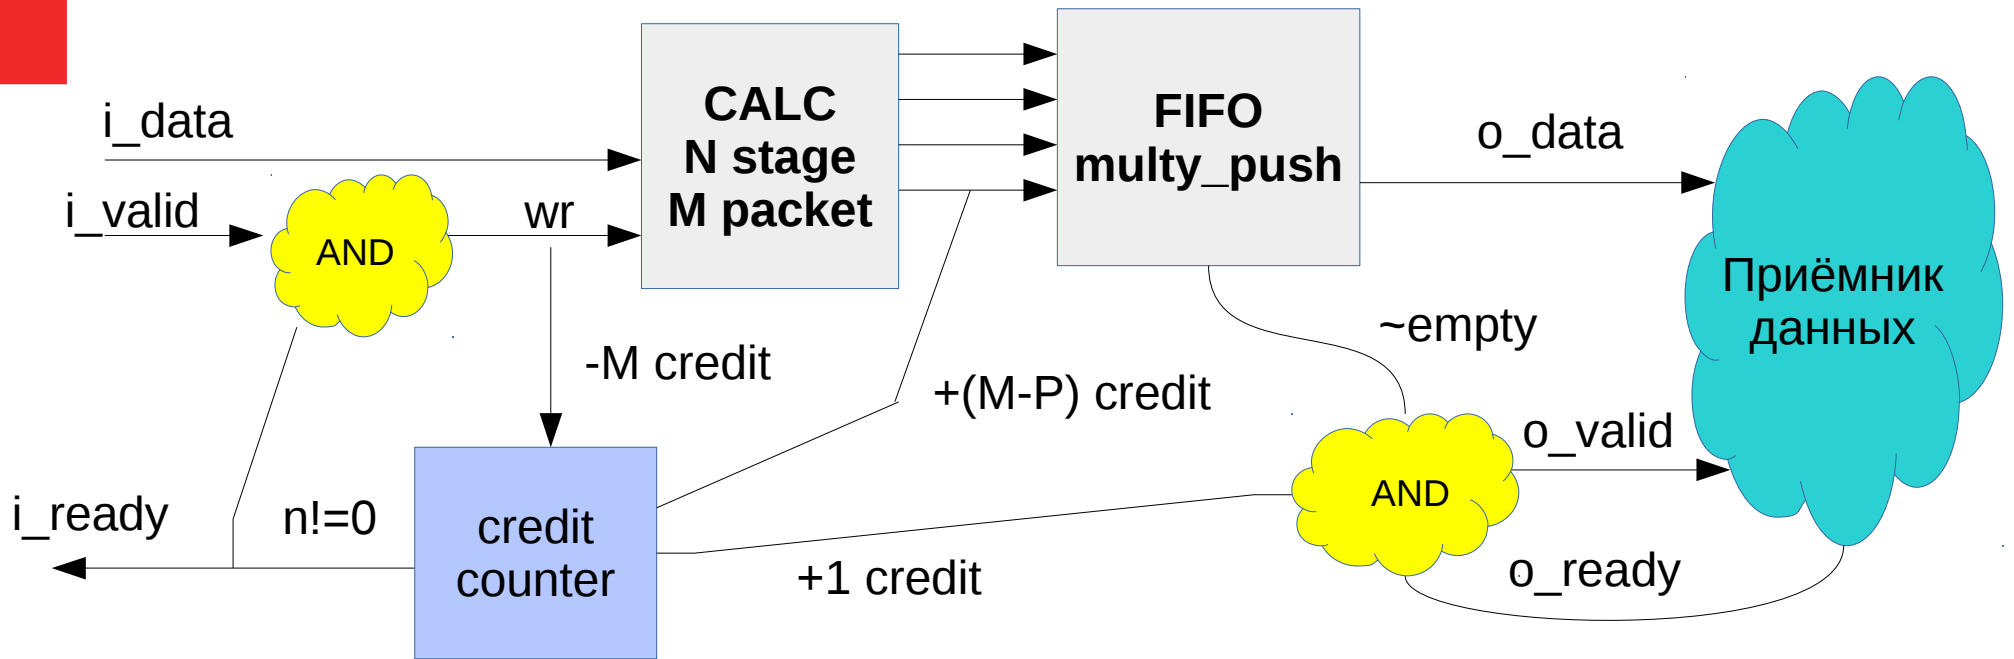 i_data
i_valid
AND
wr
CALC
N stage
M packet
FIFO
multy_push
o_data
Приёмник
данных
~empty
-M credit
+(M-P) credit
o_valid
AND
i_ready
n!=0
credit
counter
+1 credit
o_ready